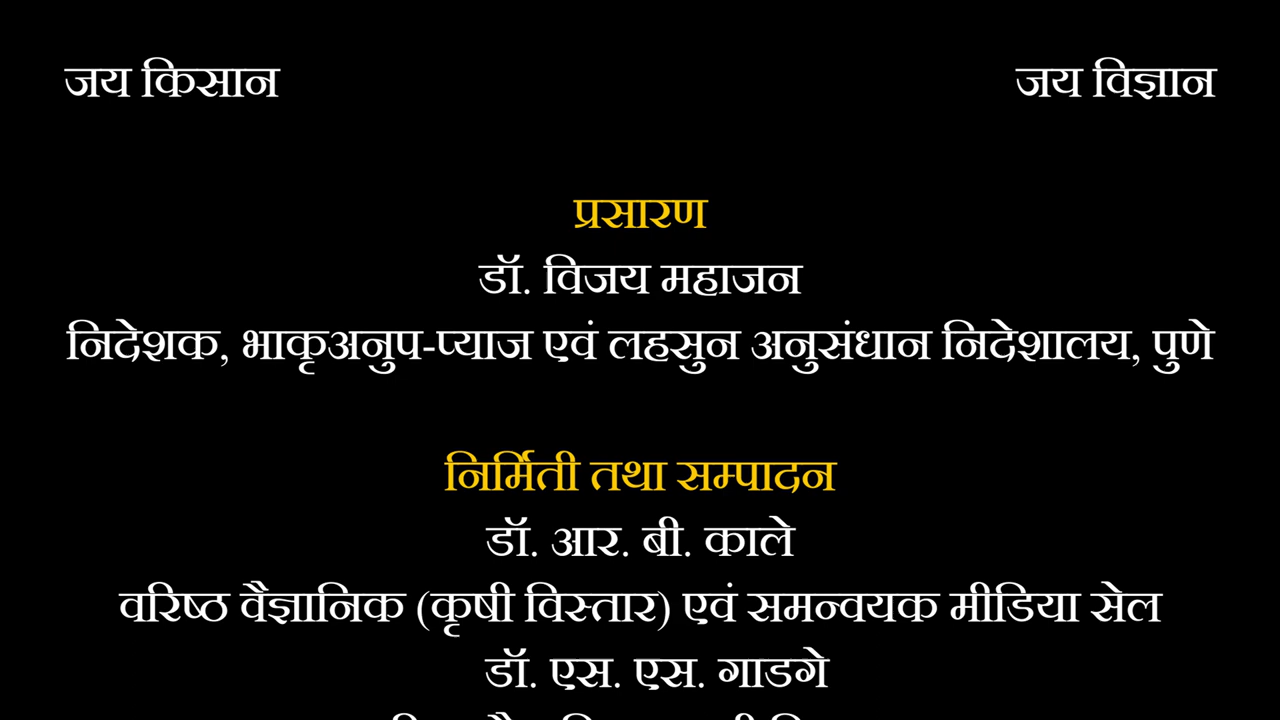 जय किसान जय विज्ञान
प्रसारण
डॉ. विजय महाजन
निदेशक, भाकृअनुप-प्याज एवं लहसुन अनुसंधान निदेशालय, पुणे
निर्मिती तथा सम्पादन
डॉ. आर. बी. काले
वरिष्ठ वैज्ञानिक (कृषी विस्तार) एवं समन्वयक मीडिया सेल
डॉ. एस. एस. गाडगे